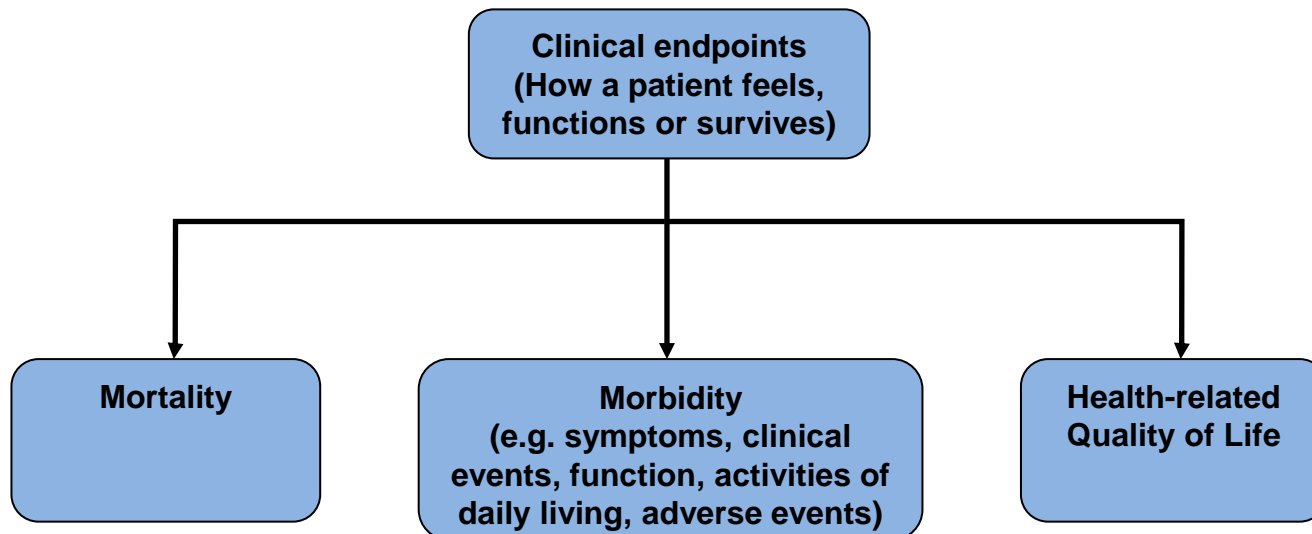 Clinical endpoints
(How a patient feels,
functions or survives)
Mortality
Morbidity
(e.g. symptoms, clinical
events, function, activities of
daily living, adverse events)
Health-related
Quality of Life